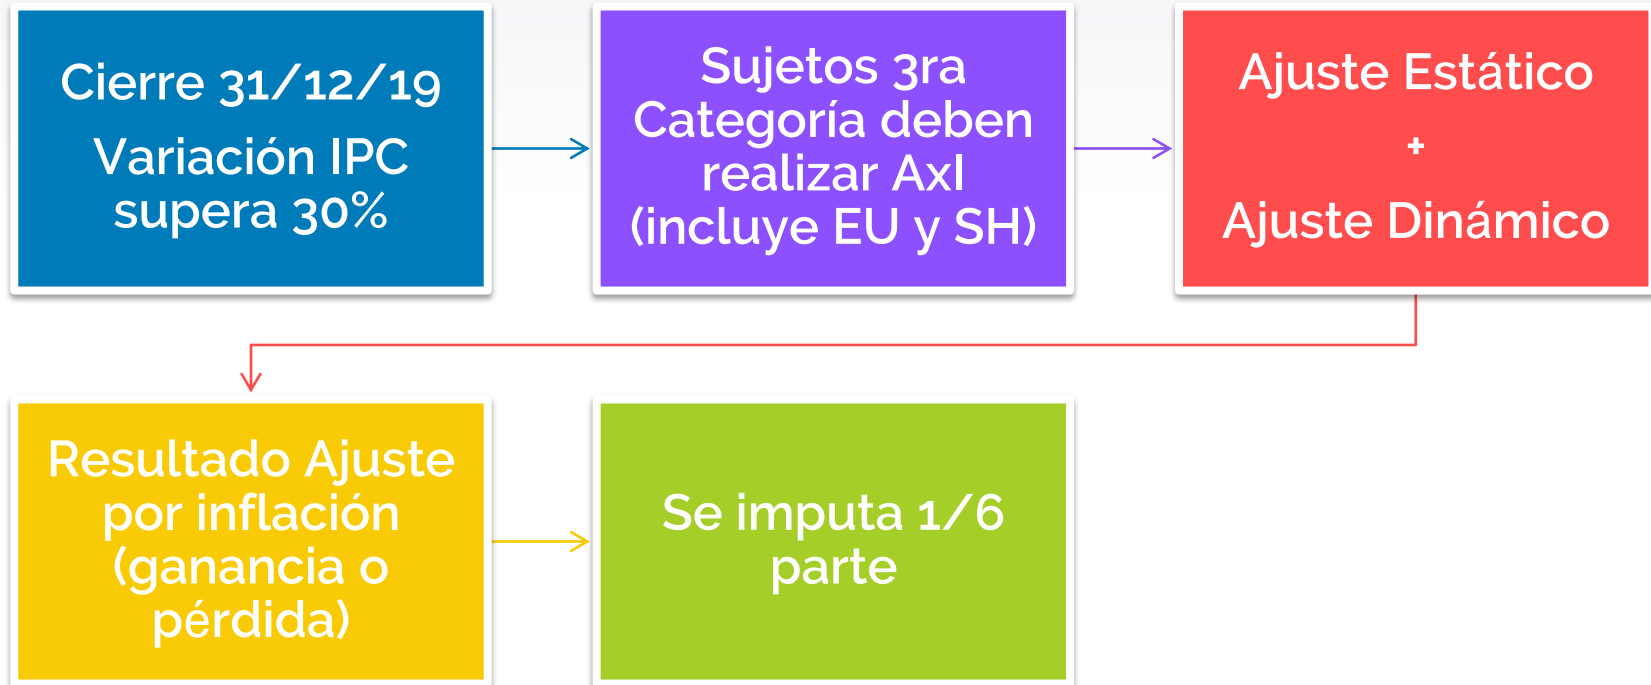 Cierre 31/12/19
Variación IPC
supera 30%
Sujetos 3ra
Categoría deben
realizar AxI
(incluye EU y SH)
Ajuste Estático
+
Ajuste Dinámico
Resultado Ajuste
por inflación
(ganancia o
pérdida)
Se imputa 1/6
parte